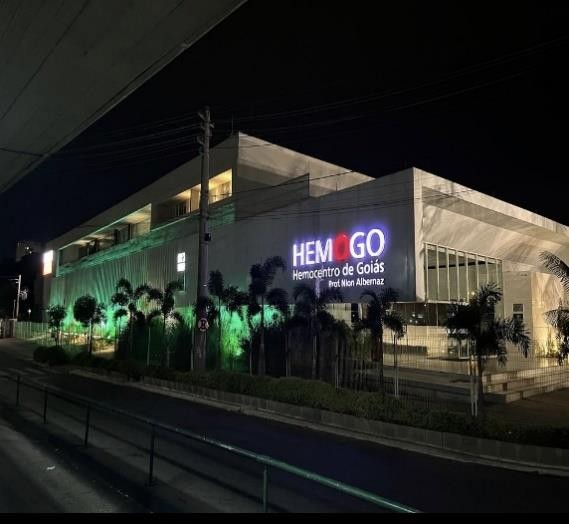 HEMOGO
Hemocentro de Goiás
Prof. Nion Albernaz